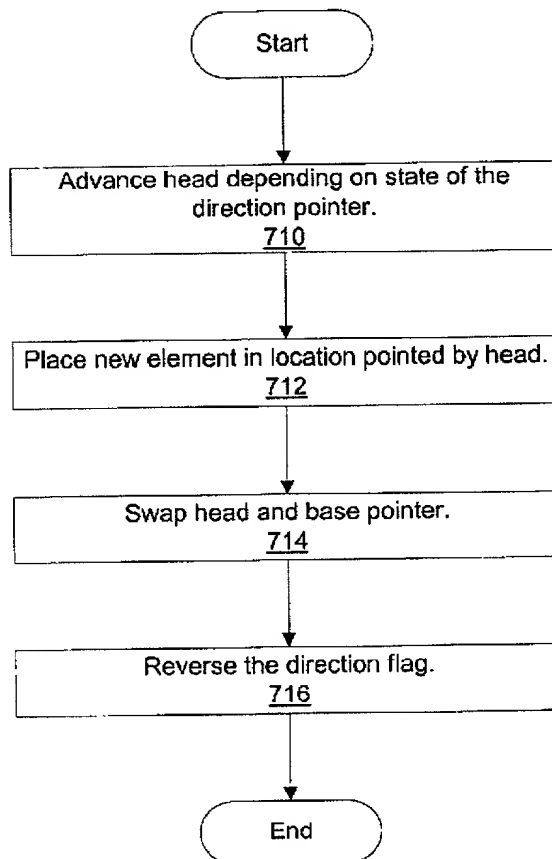 Start
Advance head depending on state of the
direction pointer.
710
Place new element in location pointed by head.
712
Swap head and base pointer.
714
Reverse the direction flag.
716
End